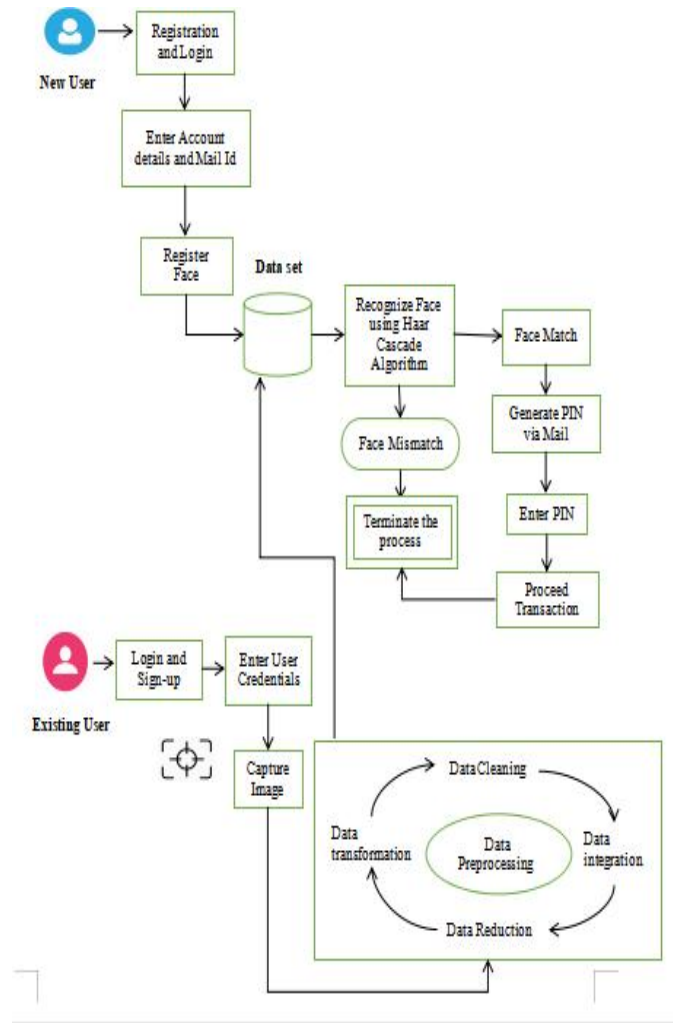 Registration
and Login
New User
Enter Account
details and Mail Id
Register
Face
Data set
Recognize Face
using Haar
Cascade
Algorithm
Face Match
Generate PIN
via Mail
Face Mismatch
Enter PIN
Terminate the
process
Proceed
Transaction
Login and
Sign-up
Enter User
Credentials
Existing User
Capture
Image
Data Cleaning
Data
transformation
Data
Preprocessing
Data
integration
Data Reduction